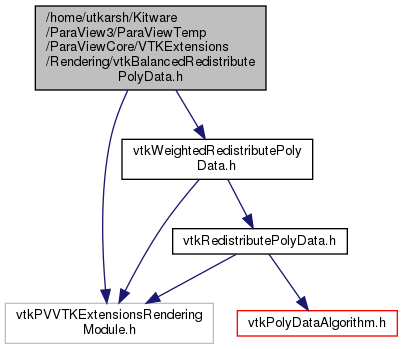 /home/utkarsh/Kitware
/ParaView3/ParaViewTemp
/ParaViewCore/VTKExtensions
/Rendering/vtkBalancedRedistribute
PolyData.h
vtkWeightedRedistributePoly
Data.h
vtkRedistributePolyData.h
vtkPVVTKExtensionsRendering
Module.h
vtkPolyDataAlgorithm.h